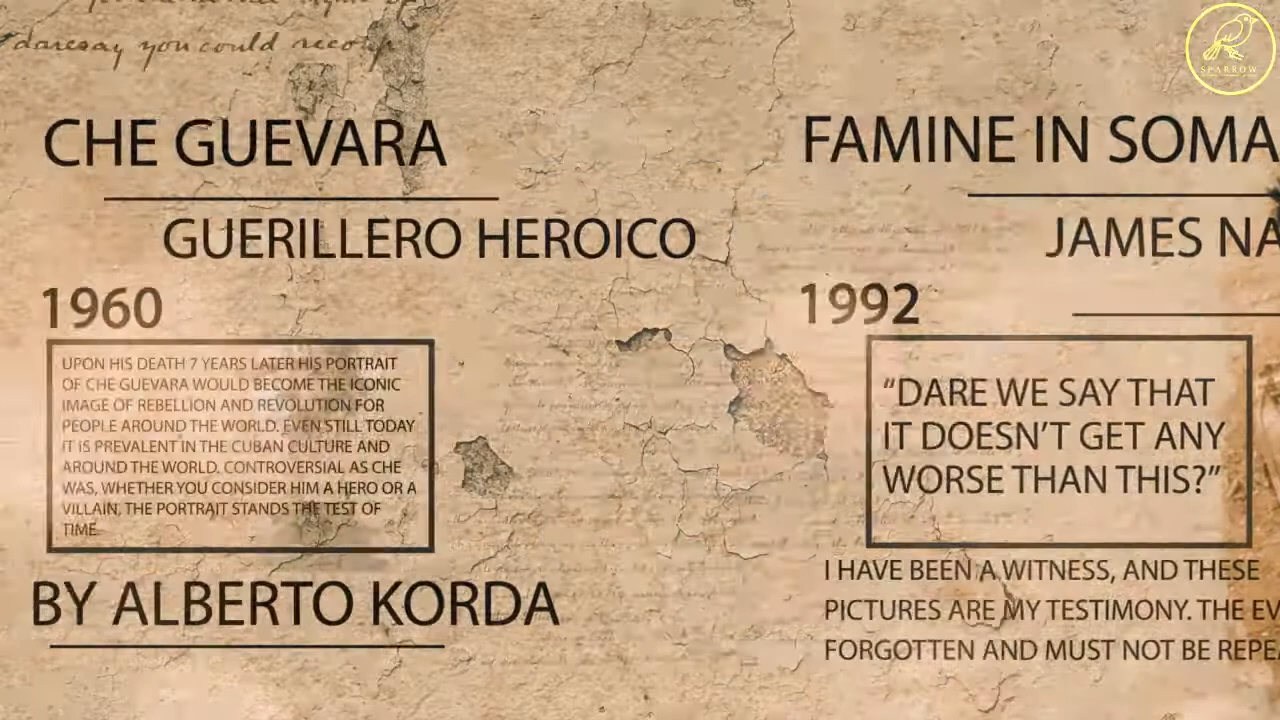 daresay you could
SPARROW
CHE GUEVARA
GUERILLERO HEROICO
1960
UPON HIS DEATH 7 YEARS LATER HIS PORTRAIT
OF CHE GUEVARA WOULD BECOME THE ICONIC
IMAGE OF REBELLION AND REVOLUTION FOR
PEOPLE AROUND THE WORLD. EVEN STILL TODAY
IT IS PREVALENT IN THE CUBAN CULTURE AND
AROUND THE WORLD. CONTROVERSIAL AS CHE
WAS, WHETHER YOU CONSIDER HIM A HERO OR A
VILLAIN, THE PORTRAIT STANDS THE TEST OF
TIME.
BY ALBERTO KORDA
FAMINE IN SOMA
JAMES NA
1992
“DARE WE SAY THAT
IT DOESN’T GET ANY
WORSE THAN THIS?”
I HAVE BEEN A WITNESS, AND THESE
PICTURES ARE MY TESTIMONY. THE EV
FORGOTTEN AND MUST NOT BE REPEA